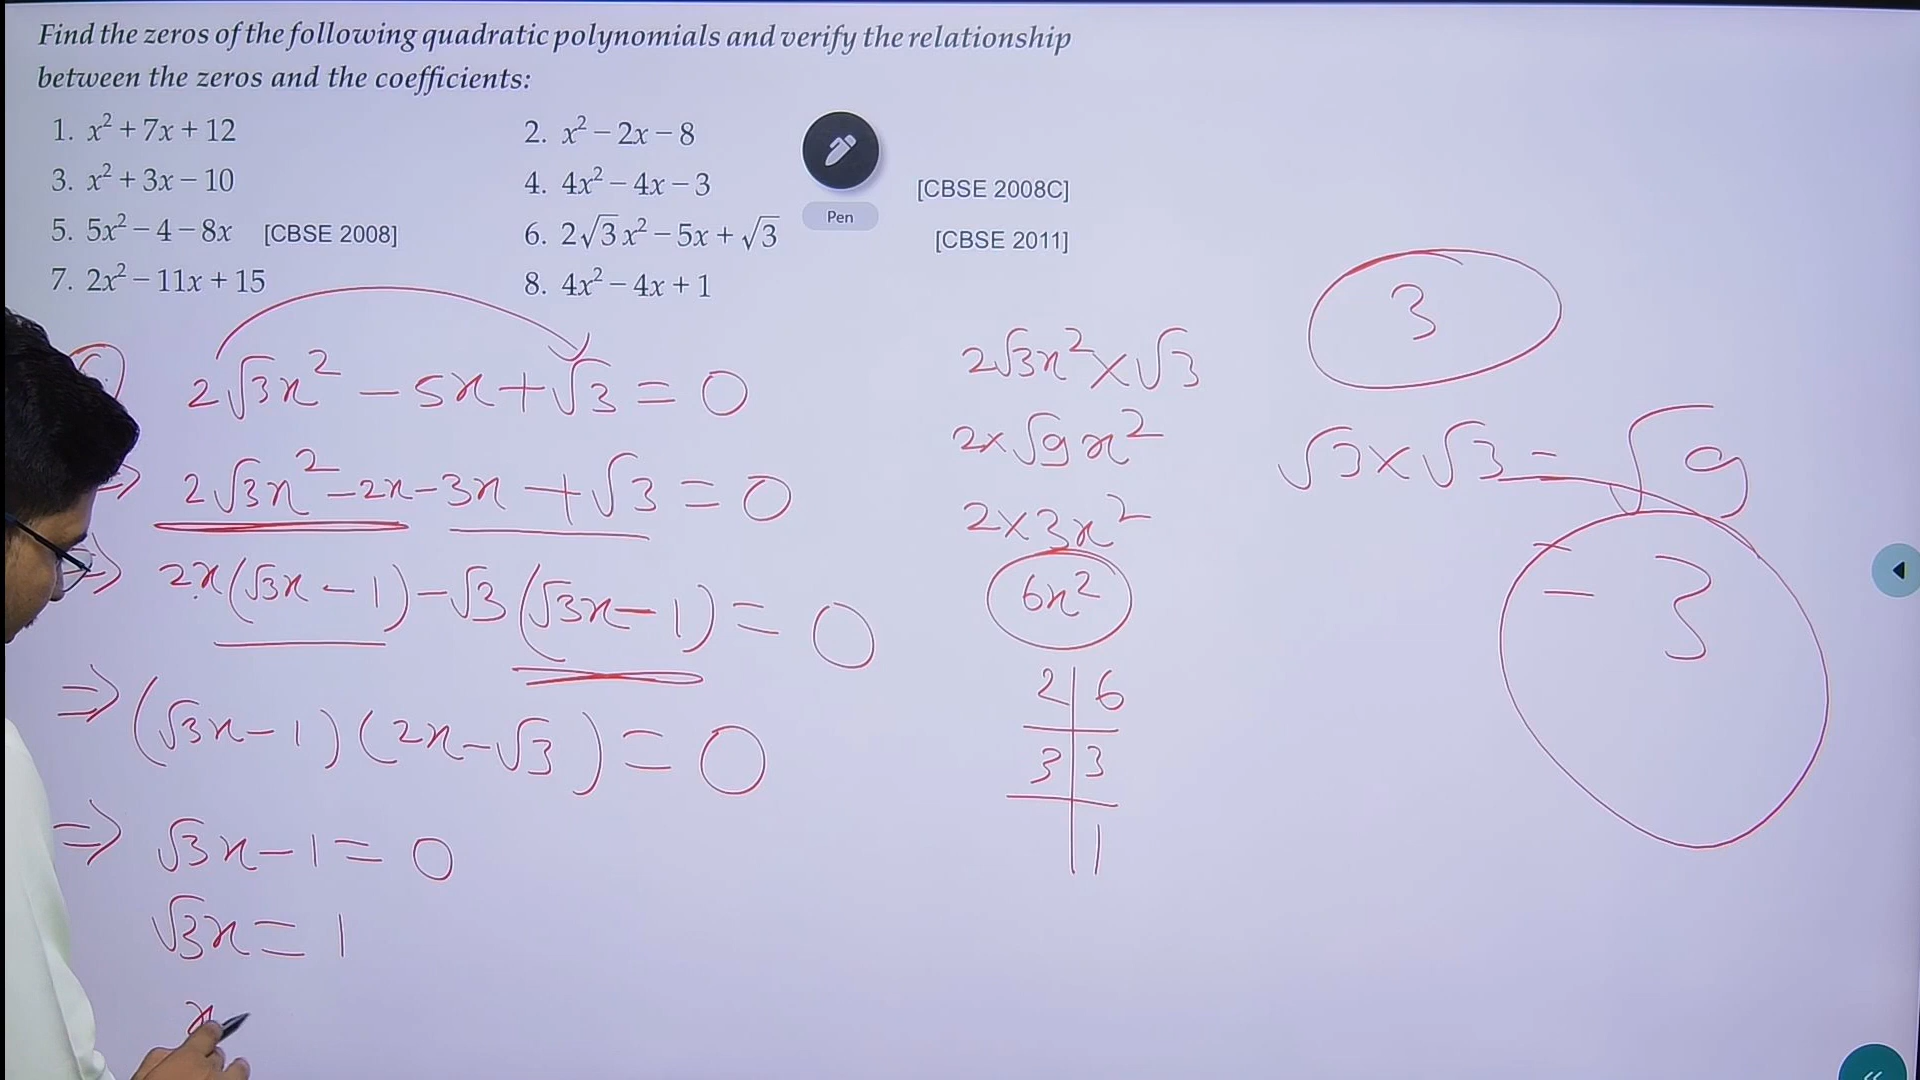 Find the zeros of the following quadratic polynomials and verify the relationship
between the zeros and the coefficients:
1. x² + 7x + 12
2. x² – 2x – 8
3. x² + 3x – 10
4. 4x² – 4x – 3 [CBSE 2008C]
5. 5x² – 4 – 8x [CBSE 2008]
6. 2√3x² – 5x + √3 [CBSE 2011]
7. 2x² – 11x + 15
8. 4x² – 4x + 1
Pen
2√3x² – 5x + √3 = 0
⇒ 2√3x² – 2x – 3x + √3 = 0
⇒ 2x(√3x – 1) – √3(√3x – 1) = 0
⇒ (√3x – 1)(2x – √3) = 0
⇒ √3x – 1 = 0
√3x = 1
x
2√3x² × √3
2 × √9x²
2 × 3x²
6x²
2 | 6
3 | 3
| 1
3
√3 × √3 = √9
= 3